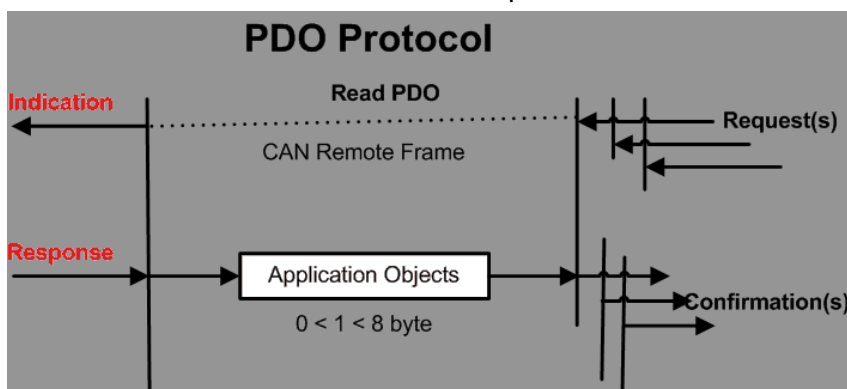 PDO Protocol
Indication
Read PDO
Request(s)
CAN Remote Frame
Response
Application Objects
Confirmation(s)
0 < 1 < 8 byte